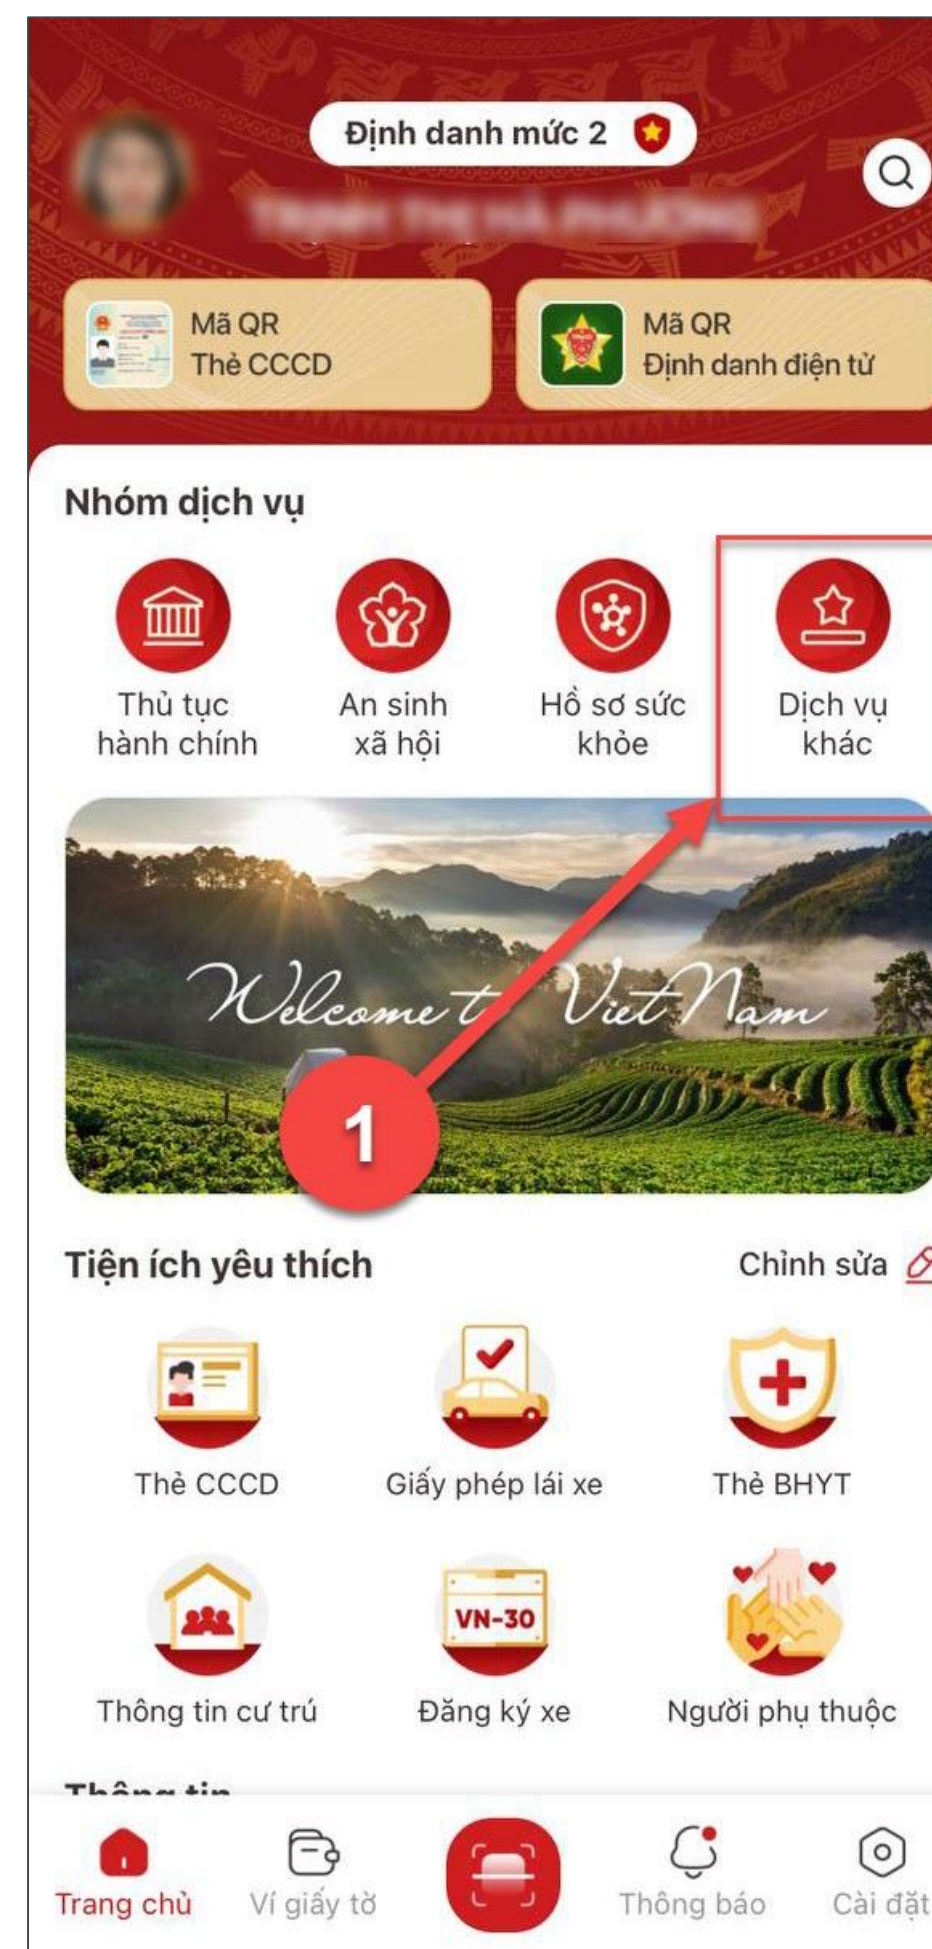 Định danh mức 2
Mã QR
Thẻ CCCD
Mã QR
Định danh điện tử
Nhóm dịch vụ
Thủ tục
hành chính
An sinh
xã hội
Hồ sơ sức
khỏe
Dịch vụ
khác
Welcome t VietNam
1
Tiện ích yêu thích
Chỉnh sửa
Thẻ CCCD
Giấy phép lái xe
Thẻ BHYT
VN-30
Thông tin cư trú
Đăng ký xe
Người phụ thuộc
Thông tin
Trang chủ
Ví giấy tờ
Thông báo
Cài đặt